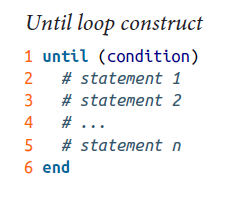 Until loop construct
1 until (condition)
2   # statement 1
3   # statement 2
4   # ...
5   # statement n
6 end